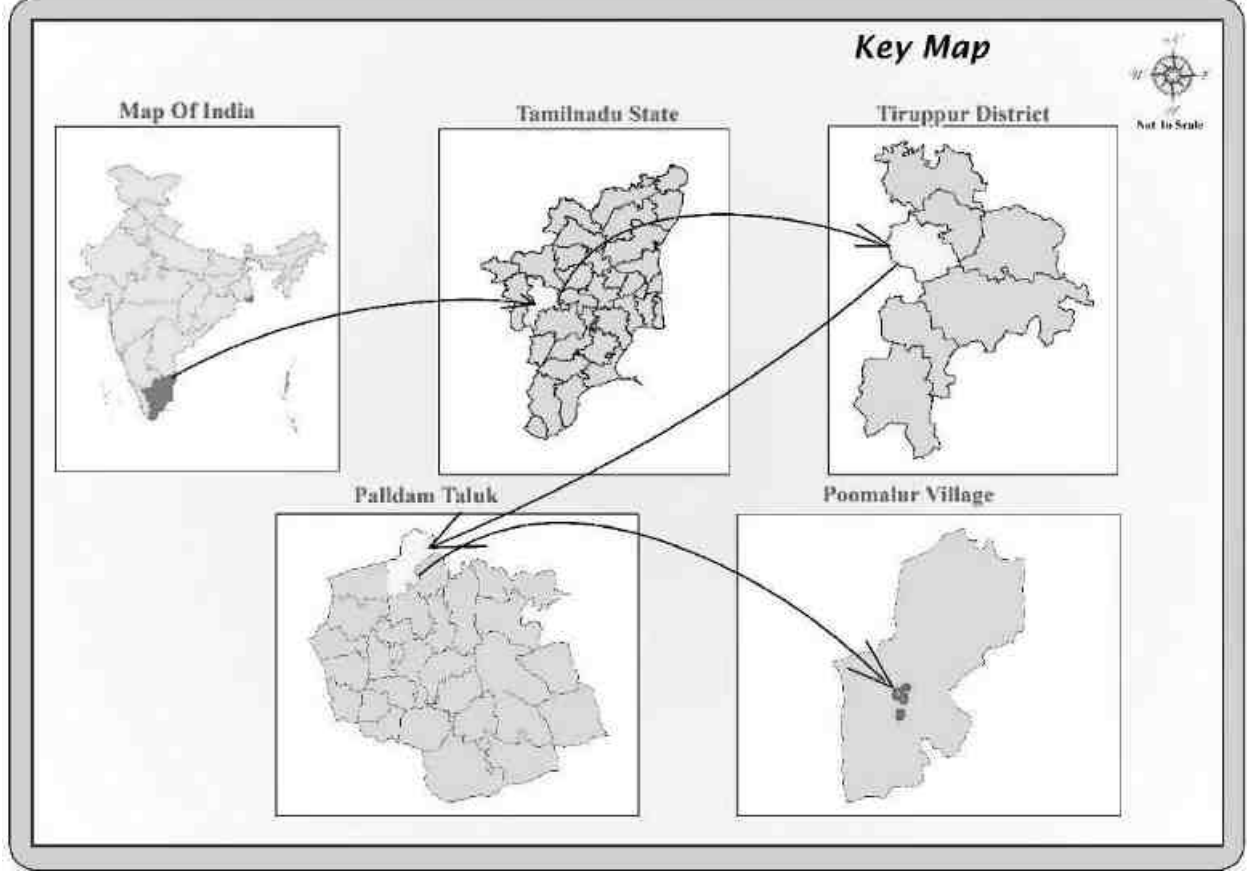 Key Map
Not To Scale
Map Of India
Tamilnadu State
Tiruppur District
Palldam Taluk
Poomalur Village